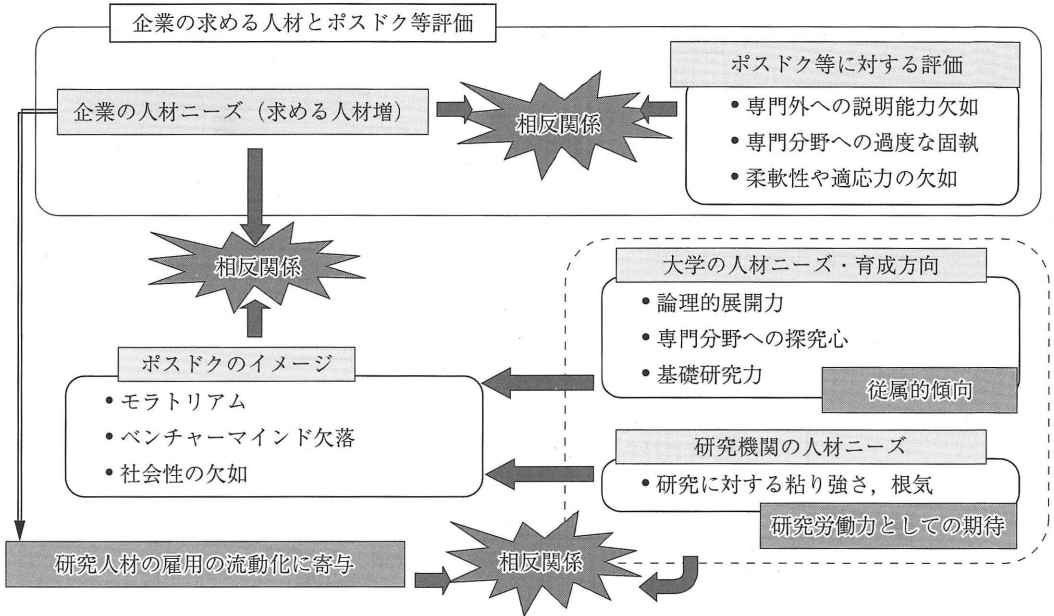 企業の求める人材とポスドク等評価
ポスドク等に対する評価
• 専門外への説明能力欠如
• 専門分野への過度な固執
• 柔軟性や適応力の欠如
企業の人材ニーズ（求める人材増）
相反関係
相反関係
大学の人材ニーズ・育成方向
• 論理的展開力
• 専門分野への探究心
• 基礎研究力
従属的傾向
ポスドクのイメージ
• モラトリアム
• ベンチャーマインド欠落
• 社会性の欠如
研究機関の人材ニーズ
• 研究に対する粘り強さ，根気
研究労働力としての期待
研究人材の雇用の流動化に寄与
相反関係